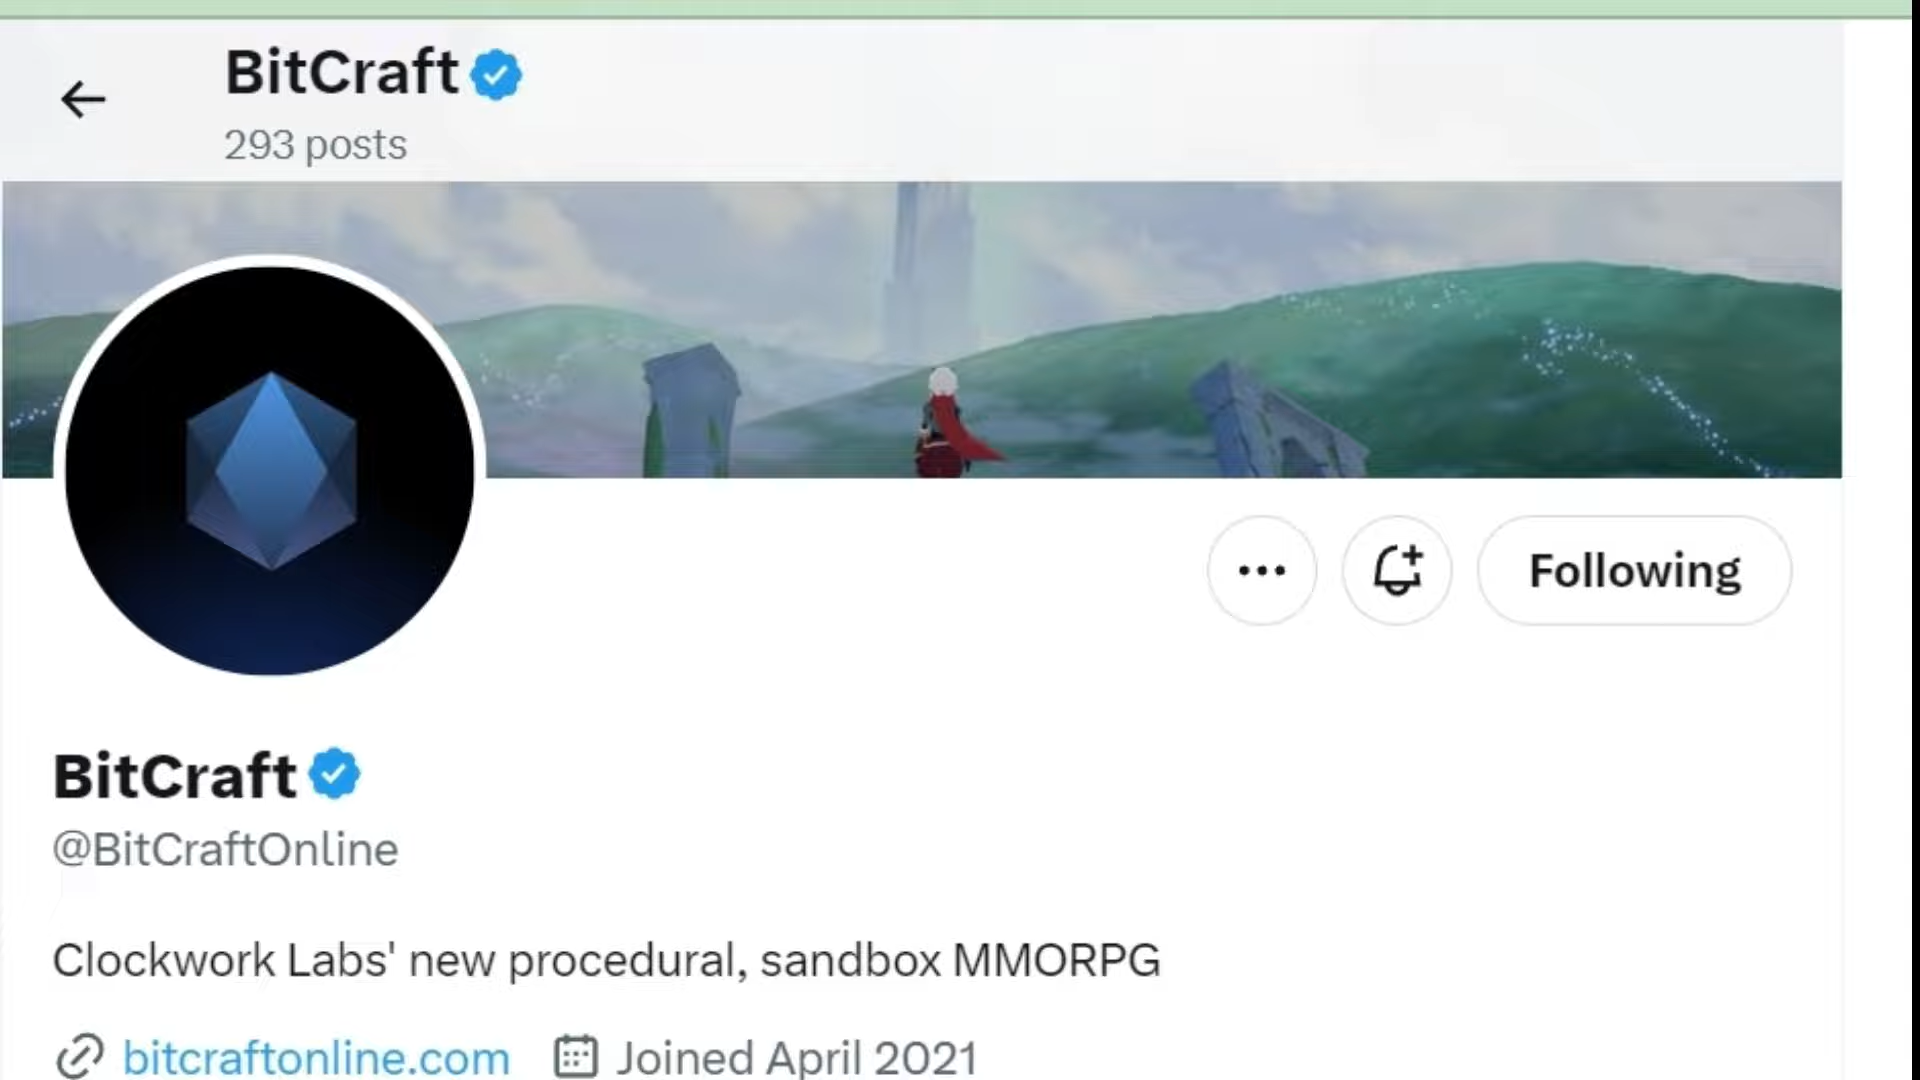 BitCraft
293 posts
Following
BitCraft
@BitCraftOnline
Clockwork Labs' new procedural, sandbox MMORPG
bitcraftonline.com Joined April 2021